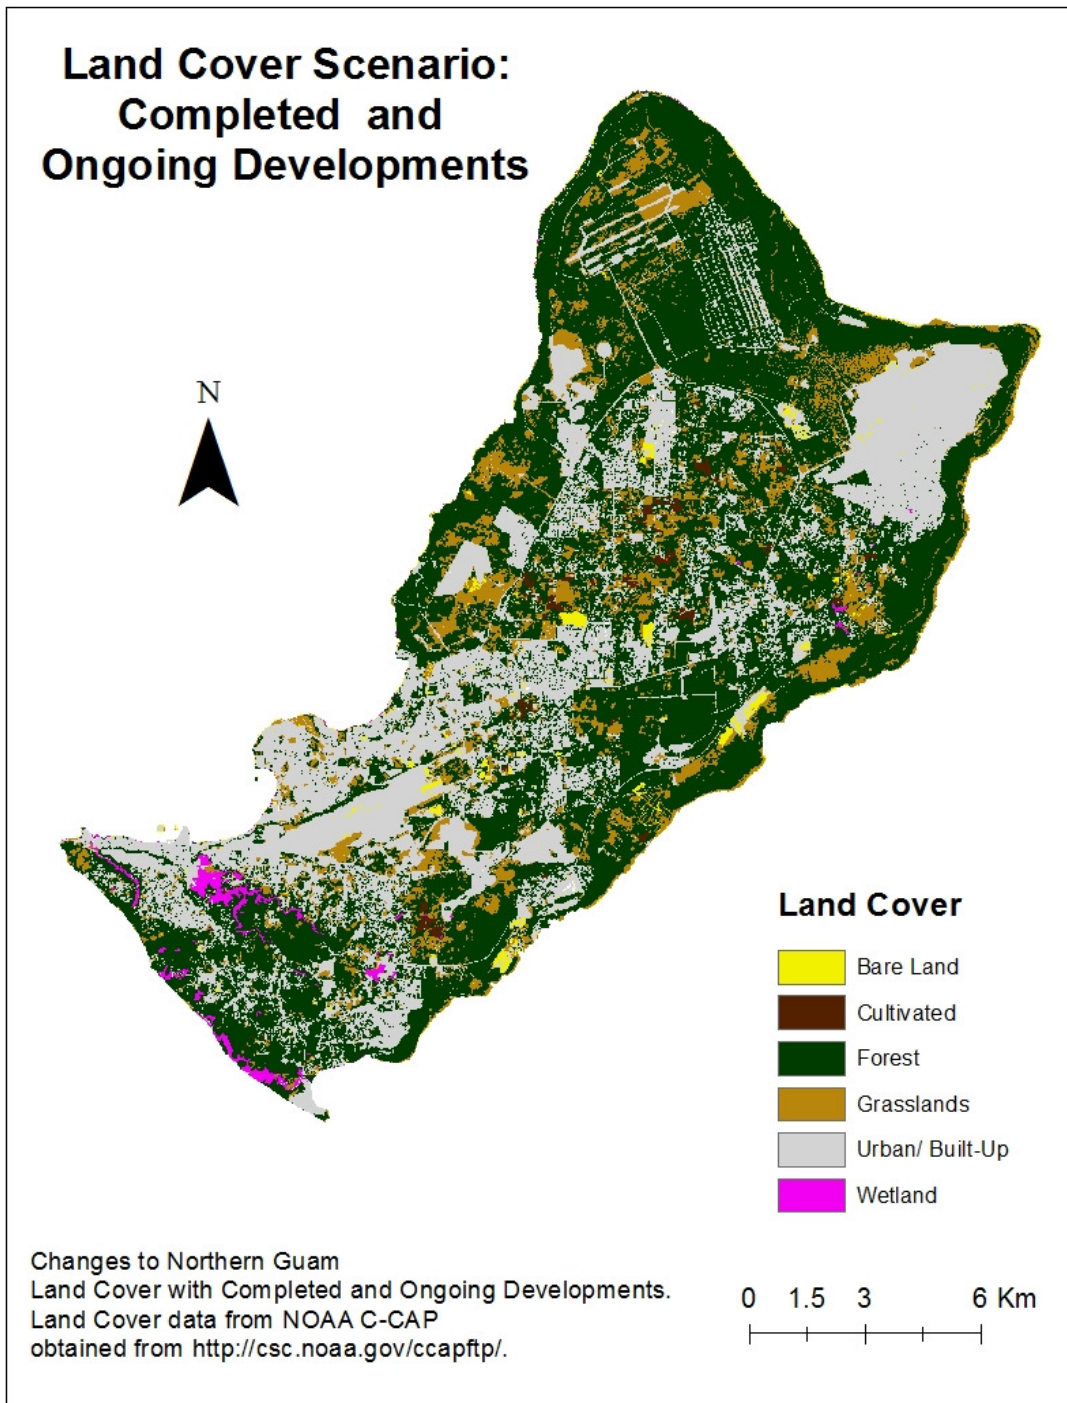 Land Cover Scenario:
Completed and
Ongoing Developments
N
Land Cover
Bare Land
Cultivated
Forest
Grasslands
Urban/ Built-Up
Wetland
Changes to Northern Guam
Land Cover with Completed and Ongoing Developments.
Land Cover data from NOAA C-CAP
obtained from http://csc.noaa.gov/ccapftp/.
0 1.5 3 6 Km